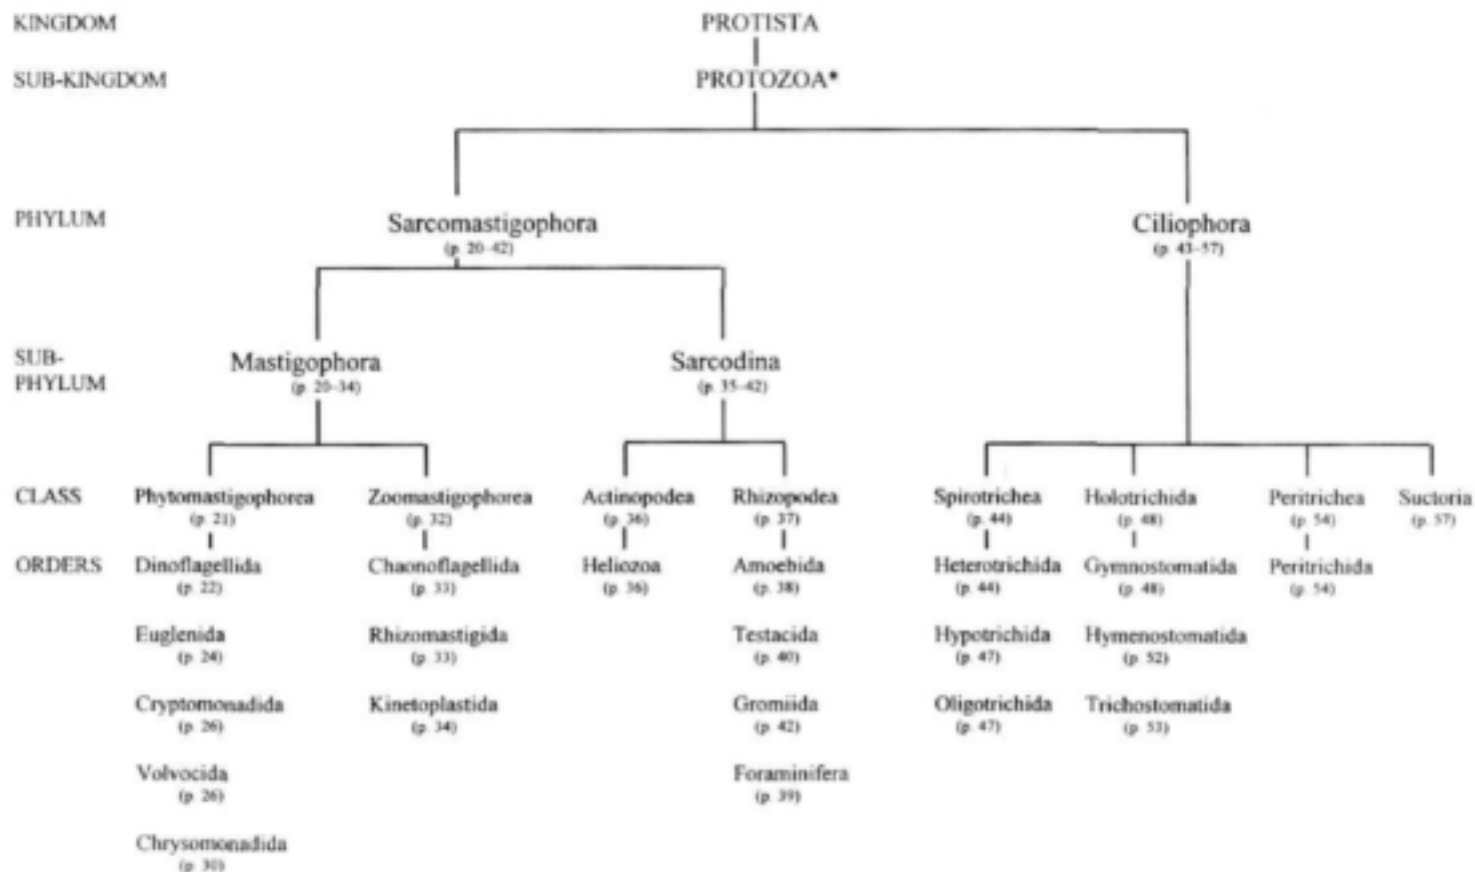 KINGDOM PROTISTA
SUB-KINGDOM PROTOZOA*
PHYLUM Sarcomastigophora Ciliophora
(p. 20-42) (p. 43-57)
SUB- Mastigophora Sarcodina
PHYLUM (p. 20-34) (p. 35-42)
CLASS Phytomastigophorea Zoomastigophorea Actinopodea Rhizopodea Spirotrichea Holotrichida Peritrichea Suctoria
(p. 21) (p. 32) (p. 36) (p. 37) (p. 44) (p. 48) (p. 54) (p. 57)
ORDERS Dinoflagellida Chaonoflagellida Heliozoa Amoebida Heterotrichida Gymnostomatida Peritrichida
(p. 22) (p. 33) (p. 36) (p. 38) (p. 44) (p. 48) (p. 54)
Euglenida Rhizomastigida Testacida Hypotrichida Hymenostomatida
(p. 24) (p. 33) (p. 40) (p. 47) (p. 52)
Cryptomonadida Kinetoplastida Gromiida Oligotrichida Trichostomatida
(p. 26) (p. 34) (p. 42) (p. 47) (p. 53)
Volvocida Foraminifera
(p. 26) (p. 39)
Chrysomonadida
(p. 30)